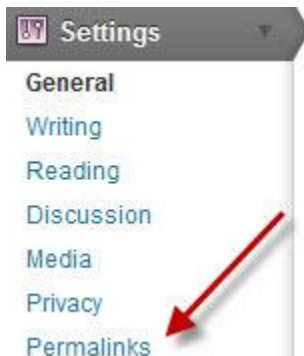 Settings
General
Writing
Reading
Discussion
Media
Privacy
Permalinks